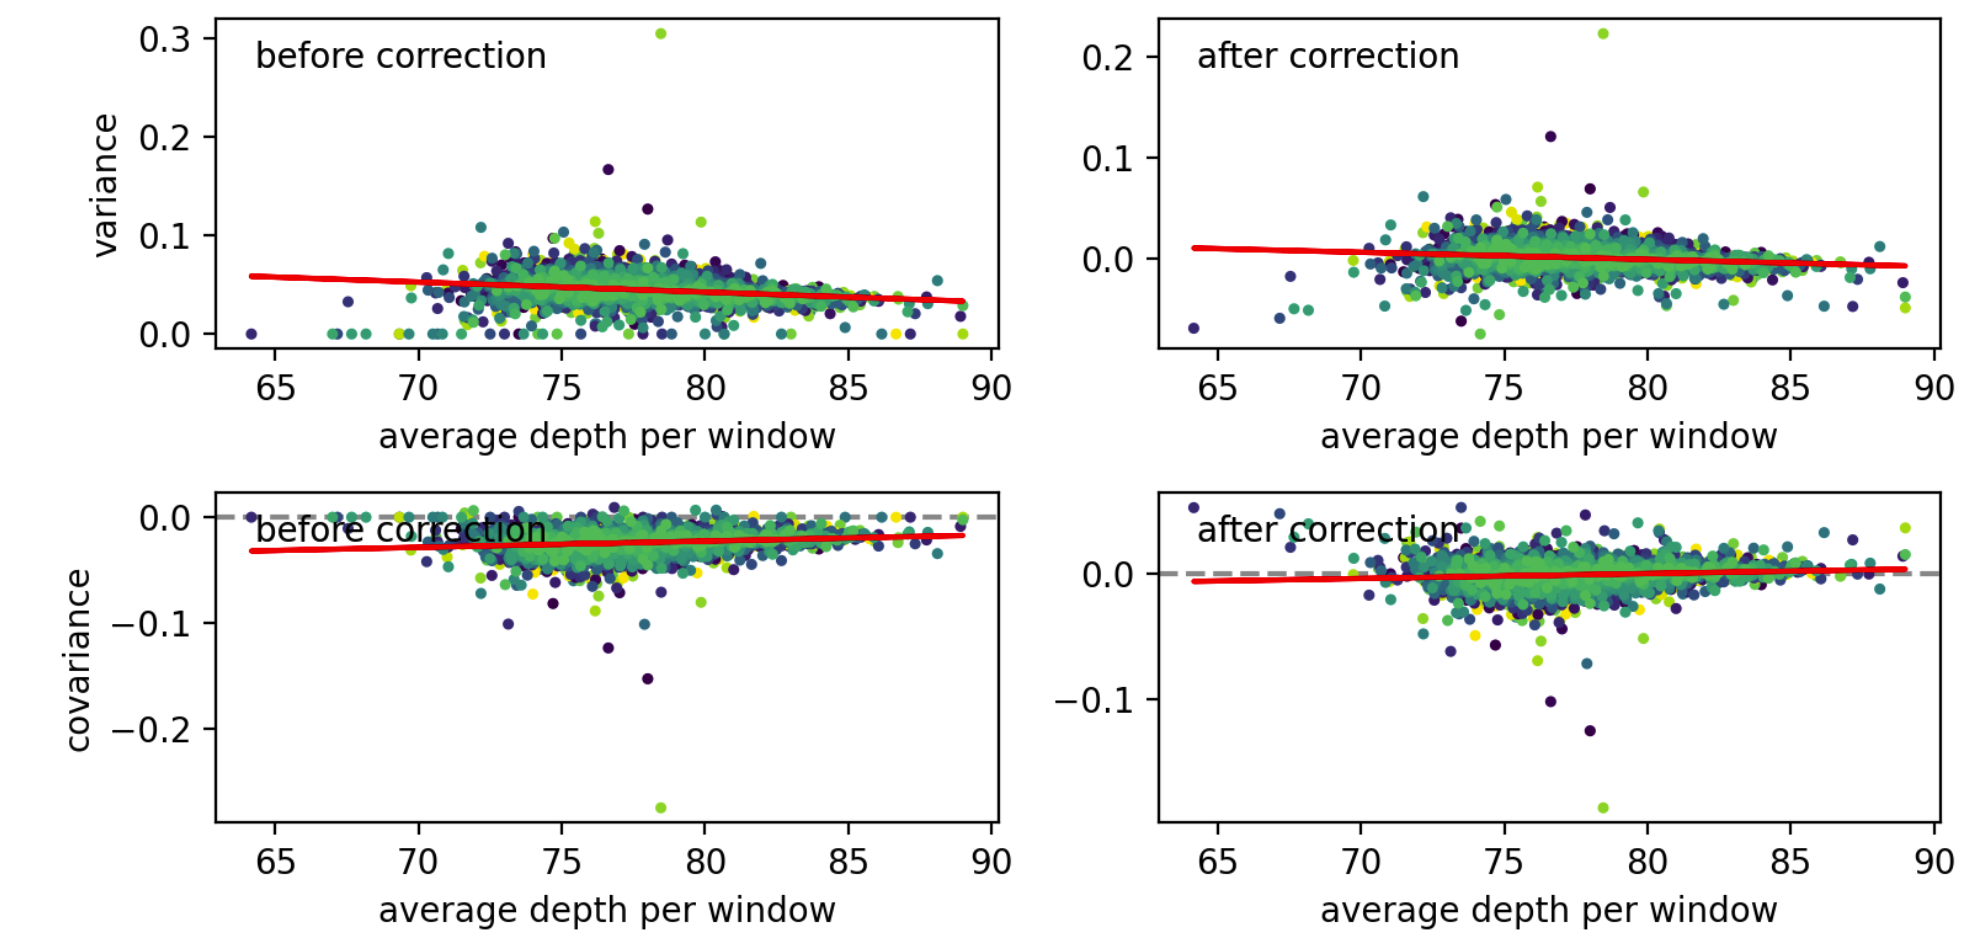 before correction
0.3
0.2
0.1
0.0
variance
65 70 75 80 85 90
average depth per window
after correction
0.2
0.1
0.0
65 70 75 80 85 90
average depth per window
before correction
0.0
−0.1
−0.2
covariance
65 70 75 80 85 90
average depth per window
after correction
0.0
−0.1
65 70 75 80 85 90
average depth per window